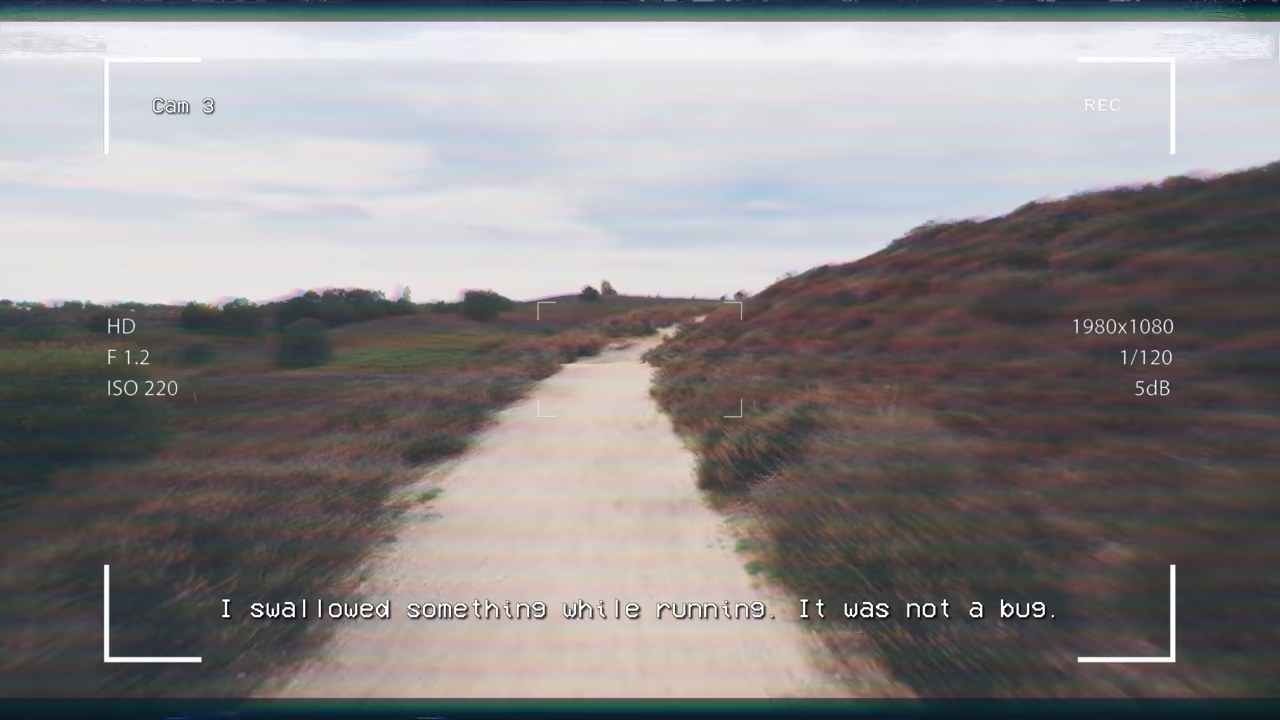 Cam 3
REC
HD
F 1.2
ISO 220
1980x1080
1/120
5dB
I swallowed something while running. It was not a bug.